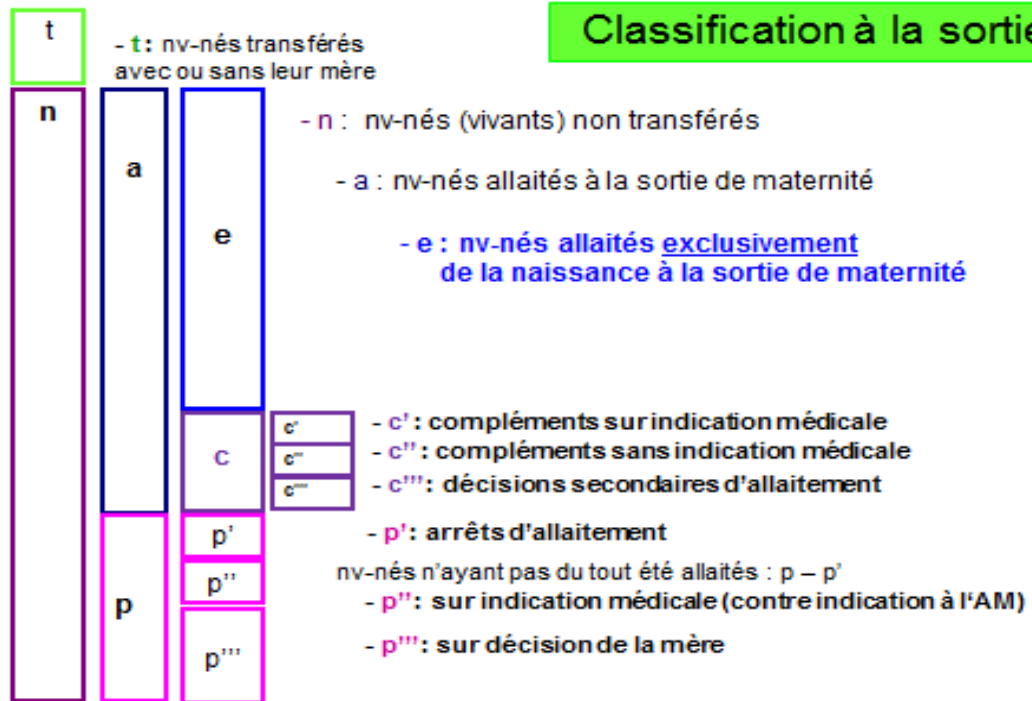 t
Classification à la sortie
- t : nv-nés transférés
avec ou sans leur mère
n
a
e
- n : nv-nés (vivants) non transférés
- a : nv-nés allaités à la sortie de maternité
- e : nv-nés allaités exclusivement
de la naissance à la sortie de maternité
c
c'
c''
c'''
- c' : compléments sur indication médicale
- c'' : compléments sans indication médicale
- c''' : décisions secondaires d'allaitement
p
p'
p''
p'''
- p' : arrêts d'allaitement
nv-nés n'ayant pas du tout été allaités : p – p'
- p'' : sur indication médicale (contre indication à l'AM)
- p''' : sur décision de la mère